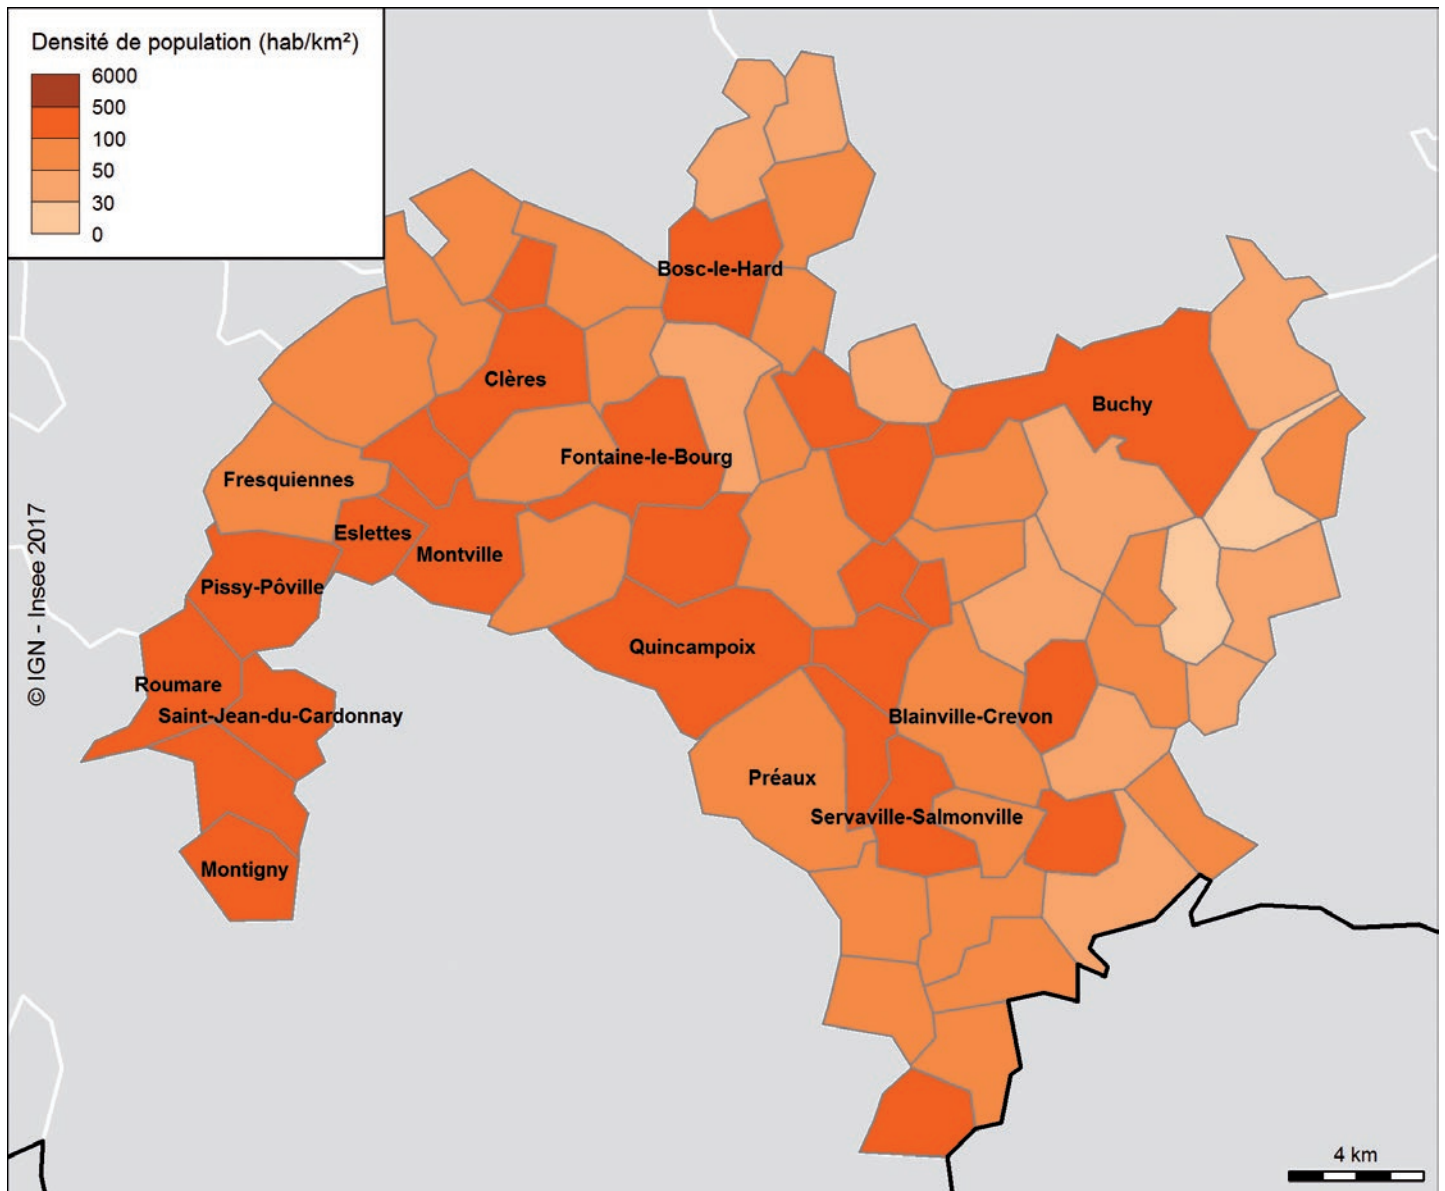 Densité de population (hab/km²)
6000
500
100
50
30
0
Bosc-le-Hard
Clères
Buchy
Fontaine-le-Bourg
Fresquiennes
Eslettes
Montville
Pissy-Pôville
Quincampoix
Roumare
Saint-Jean-du-Cardonnay
Blainville-Crevon
Préaux
Servaville-Salmonville
Montigny
© IGN - Insee 2017
4 km